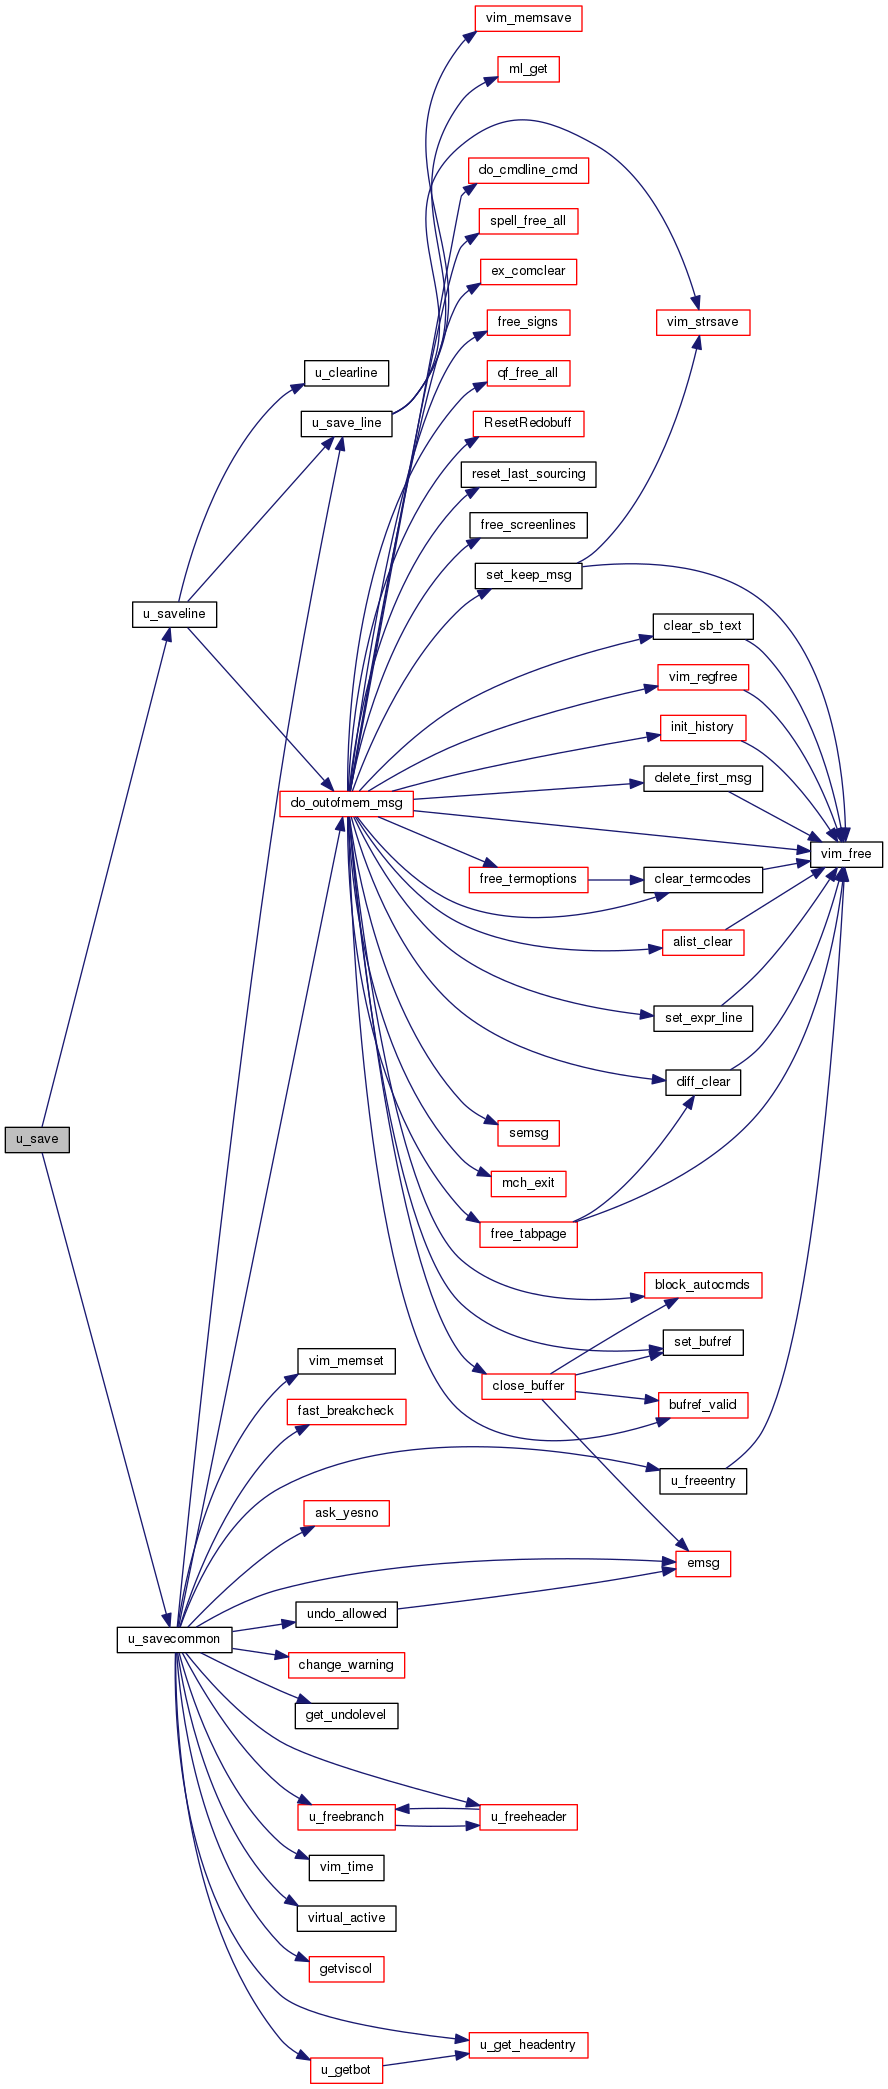 vim_memsave
ml_get
do_cmdline_cmd
spell_free_all
ex_comclear
free_signs
vim_strsave
u_clearline
qf_free_all
u_save_line
ResetRedobuff
reset_last_sourcing
free_screenlines
set_keep_msg
u_saveline
clear_sb_text
vim_regfree
init_history
delete_first_msg
do_outofmem_msg
vim_free
free_termoptions
clear_termcodes
alist_clear
set_expr_line
diff_clear
semsg
u_save
mch_exit
free_tabpage
block_autocmds
set_bufref
vim_memset
close_buffer
bufref_valid
fast_breakcheck
u_freeentry
ask_yesno
emsg
undo_allowed
u_savecommon
change_warning
get_undolevel
u_freebranch
u_freeheader
vim_time
virtual_active
getviscol
u_get_headentry
u_getbot